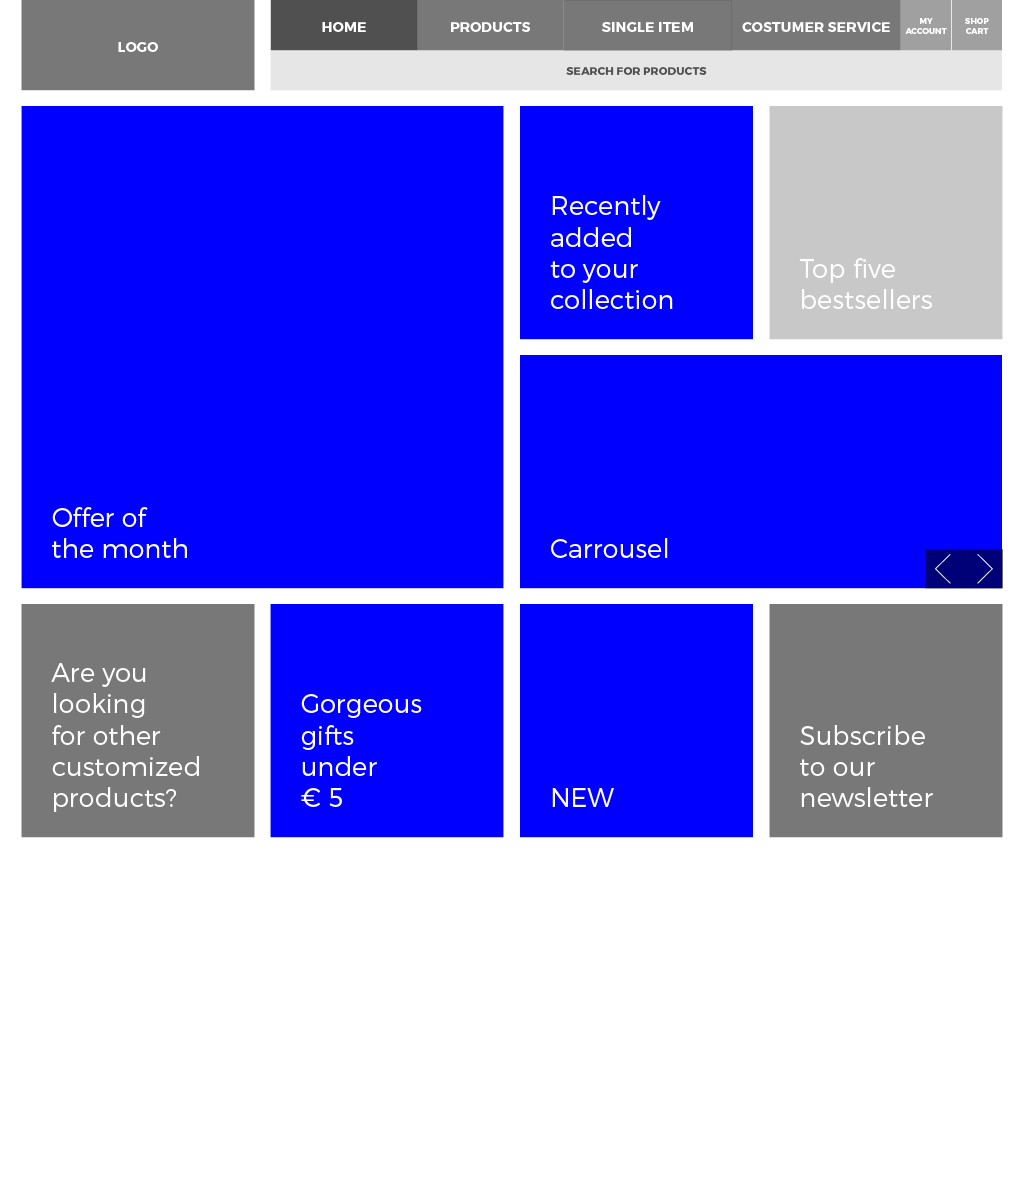 LOGO
HOME
PRODUCTS
SINGLE ITEM
COSTUMER SERVICE
MY
ACCOUNT
SHOP
CART
SEARCH FOR PRODUCTS
Offer of
the month
Recently
added
to your
collection
Top five
bestsellers
Carrousel
Are you
looking
for other
customized
products?
Gorgeous
gifts
under
€ 5
NEW
Subscribe
to our
newsletter